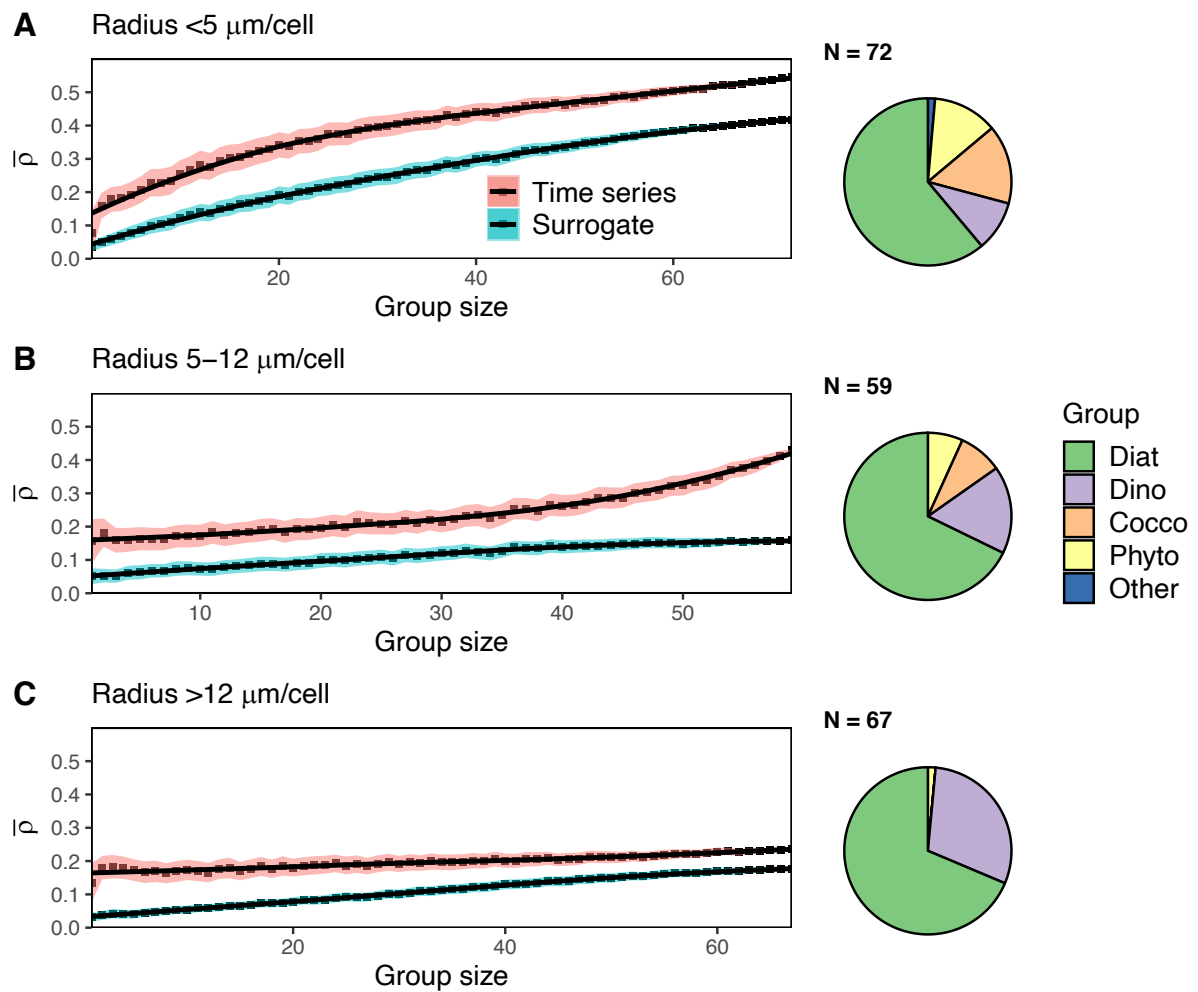 A
Radius <5 μm/cell
N = 72
0.5
0.4
0.3
0.2
0.1
0.0
ρ
Time series
Surrogate
20
40
60
Group size
B
Radius 5–12 μm/cell
N = 59
0.5
0.4
0.3
0.2
0.1
0.0
ρ
10
20
30
40
50
Group size
Group
Diat
Dino
Cocco
Phyto
Other
C
Radius >12 μm/cell
N = 67
0.5
0.4
0.3
0.2
0.1
0.0
ρ
20
40
60
Group size